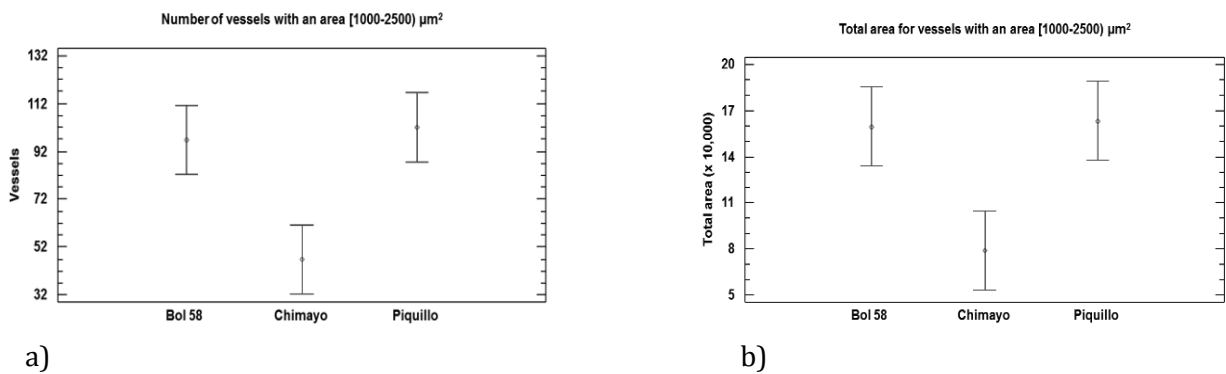 Number of vessels with an area [1000-2500) µm²
Vessels
132
112
92
72
52
32
Bol 58 Chimayo Piquillo
a)
Total area for vessels with an area [1000-2500) µm²
Total area (x 10,000)
20
17
14
11
8
5
Bol 58 Chimayo Piquillo
b)